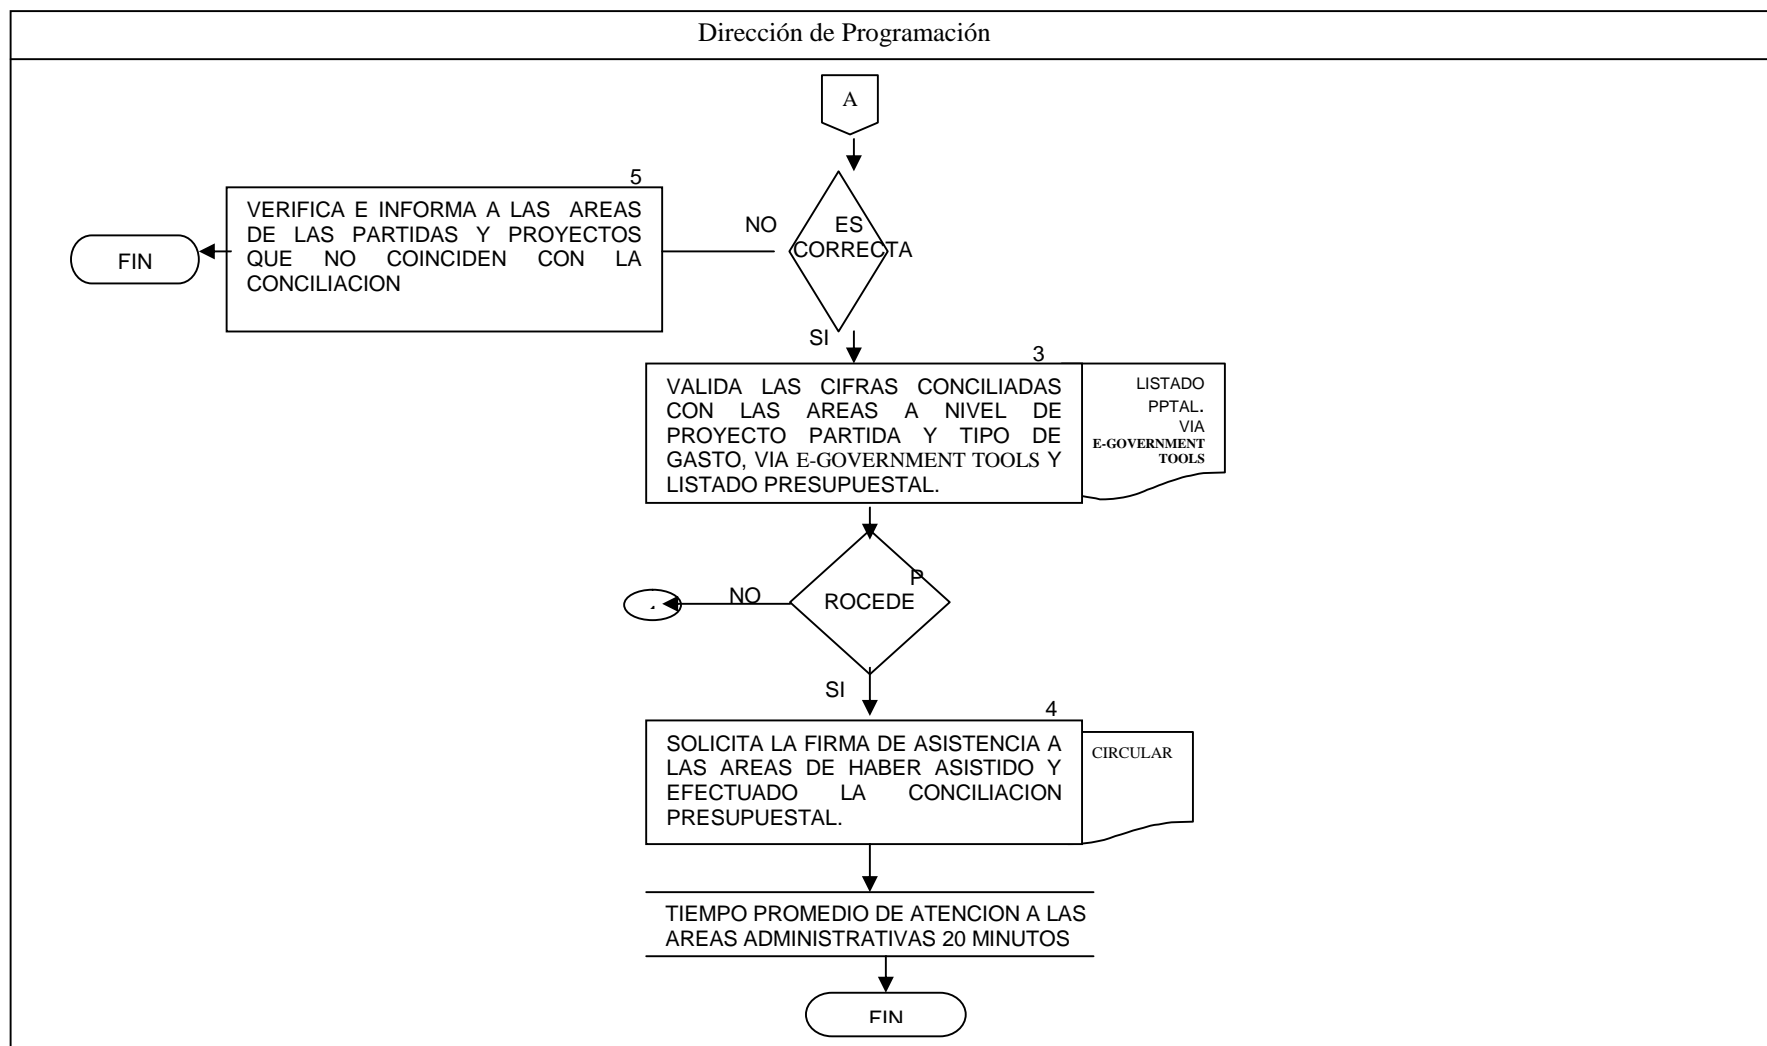 Dirección de Programación
A
5
VERIFICA E INFORMA A LAS AREAS
DE LAS PARTIDAS Y PROYECTOS
QUE NO COINCIDEN CON LA
CONCILIACION
FIN
NO
ES
CORRECTA
SI
3
VALIDA LAS CIFRAS CONCILIADAS
CON LAS AREAS A NIVEL DE
PROYECTO PARTIDA Y TIPO DE
GASTO, VIA E-GOVERNMENT TOOLS Y
LISTADO PRESUPUESTAL.
LISTADO
PPTAL.
VIA
E-GOVERNMENT
TOOLS
P
ROCEDE
NO
SI
4
SOLICITA LA FIRMA DE ASISTENCIA A
LAS AREAS DE HABER ASISTIDO Y
EFECTUADO LA CONCILIACION
PRESUPUESTAL.
CIRCULAR
TIEMPO PROMEDIO DE ATENCION A LAS
AREAS ADMINISTRATIVAS 20 MINUTOS
FIN